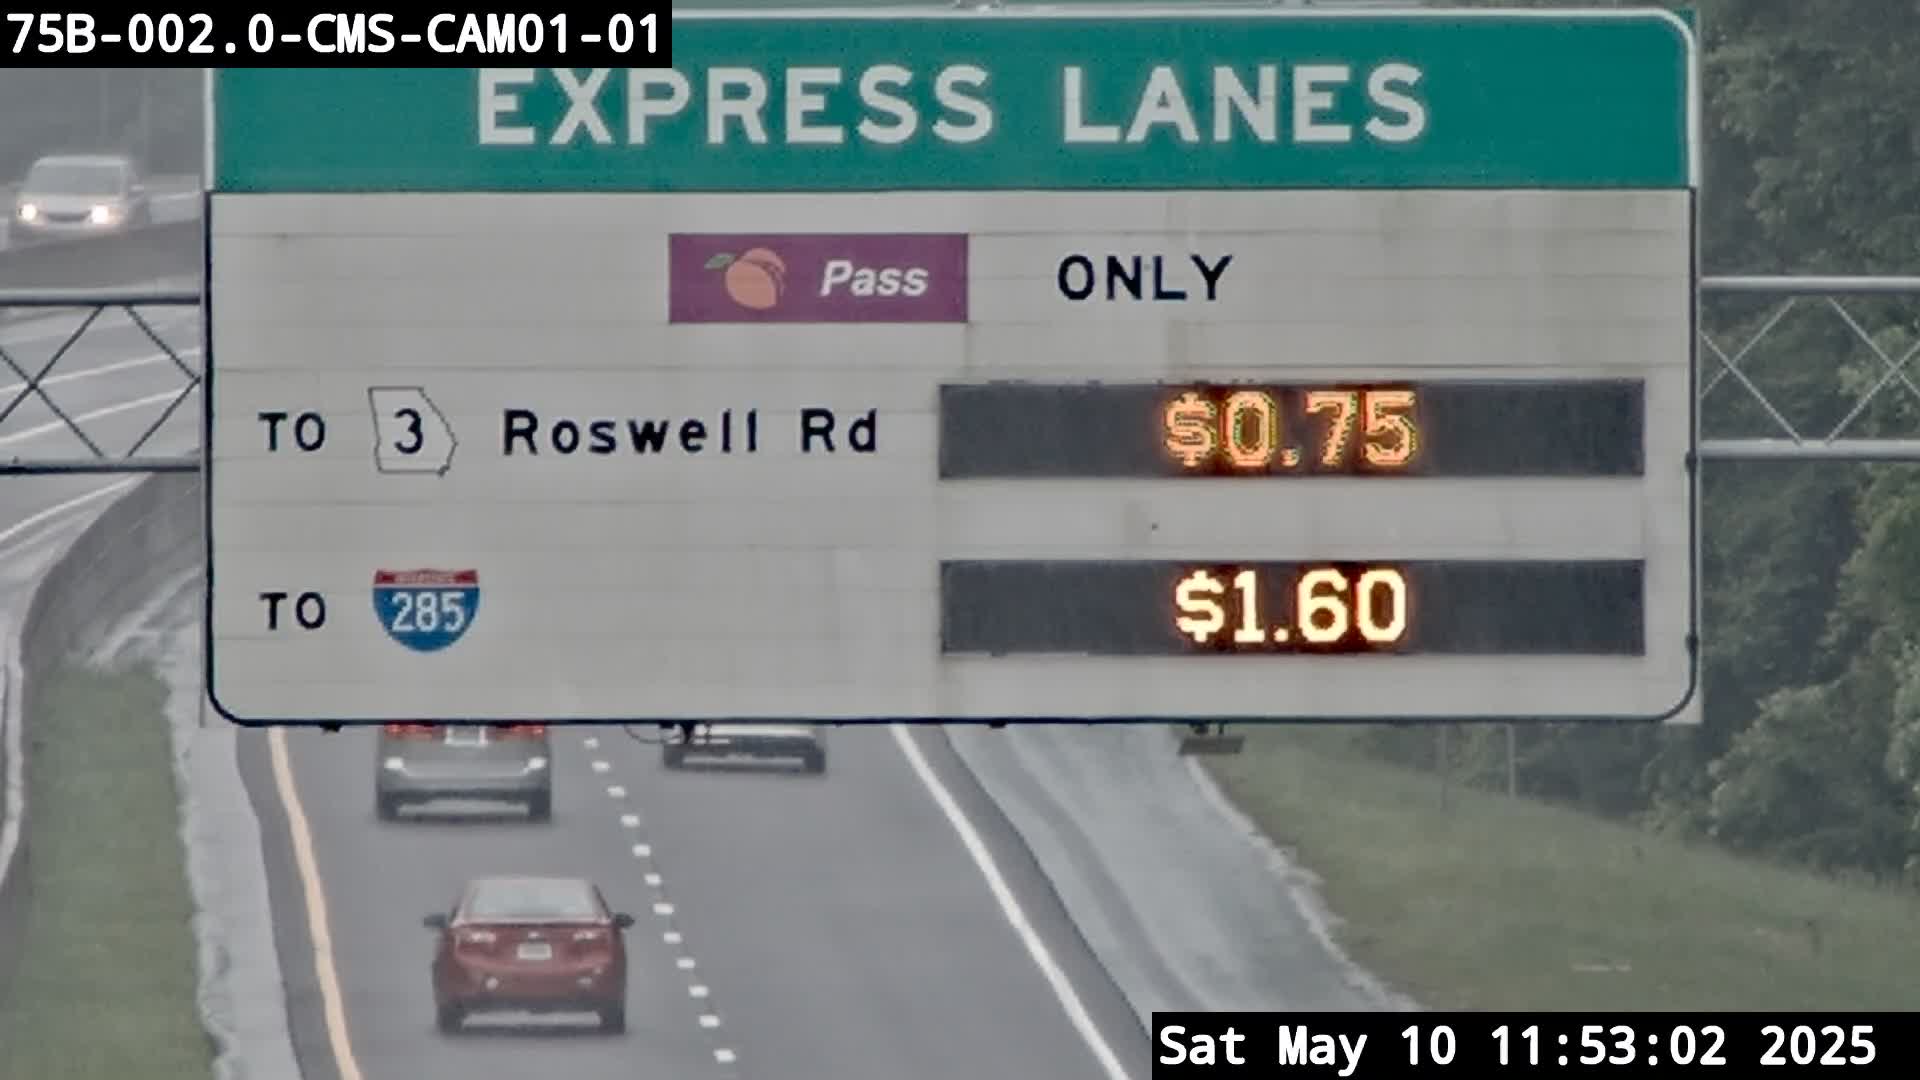 75B-002.0-CMS-CAM01-01
EXPRESS LANES
Pass ONLY
TO 3 Roswell Rd $0.75
TO 285 $1.60
Sat May 10 11:53:02 2025